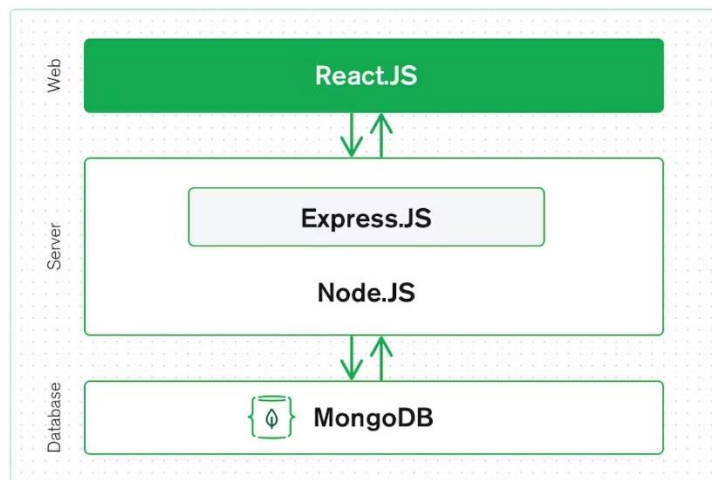 Web
React.JS
Server
Express.JS
Node.JS
Database
MongoDB